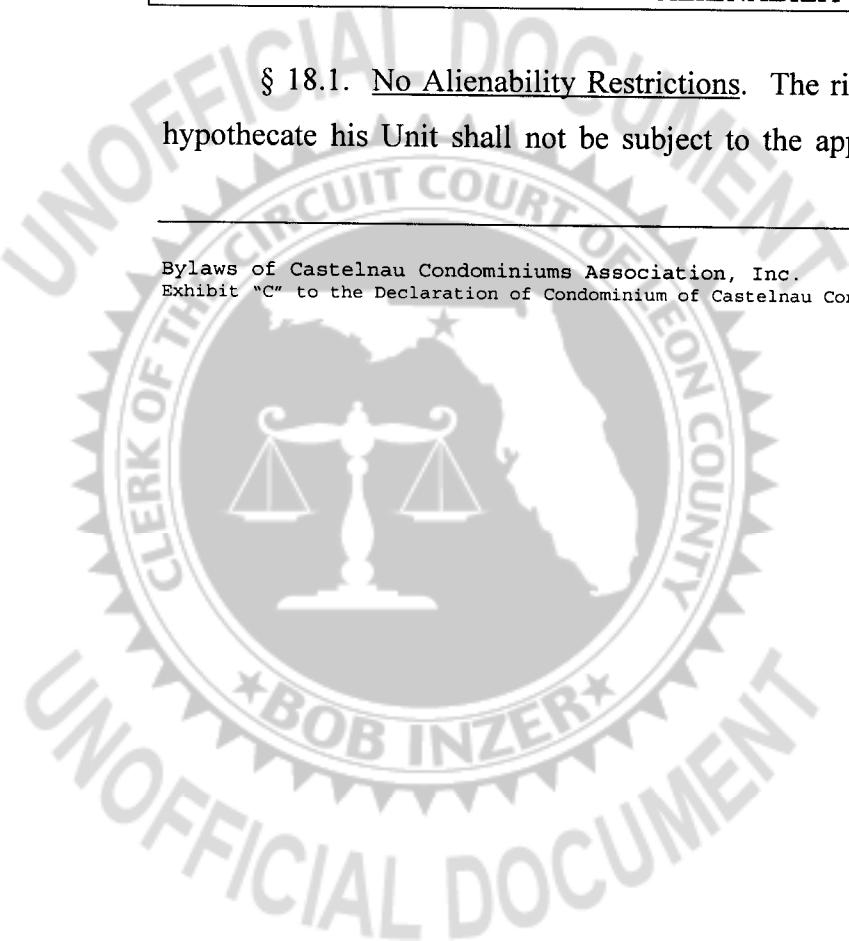 § 18.1. No Alienability Restrictions. The ri
hypothecate his Unit shall not be subject to the app
Bylaws of Castelnau Condominiums Association, Inc.
Exhibit "C" to the Declaration of Condominium of Castelnau Con
UNOFFICIAL DOCUMENT
CLERK OF THE CIRCUIT COURT OF LEON COUNTY
★BOB INZER★
UNOFFICIAL DOCUMENT